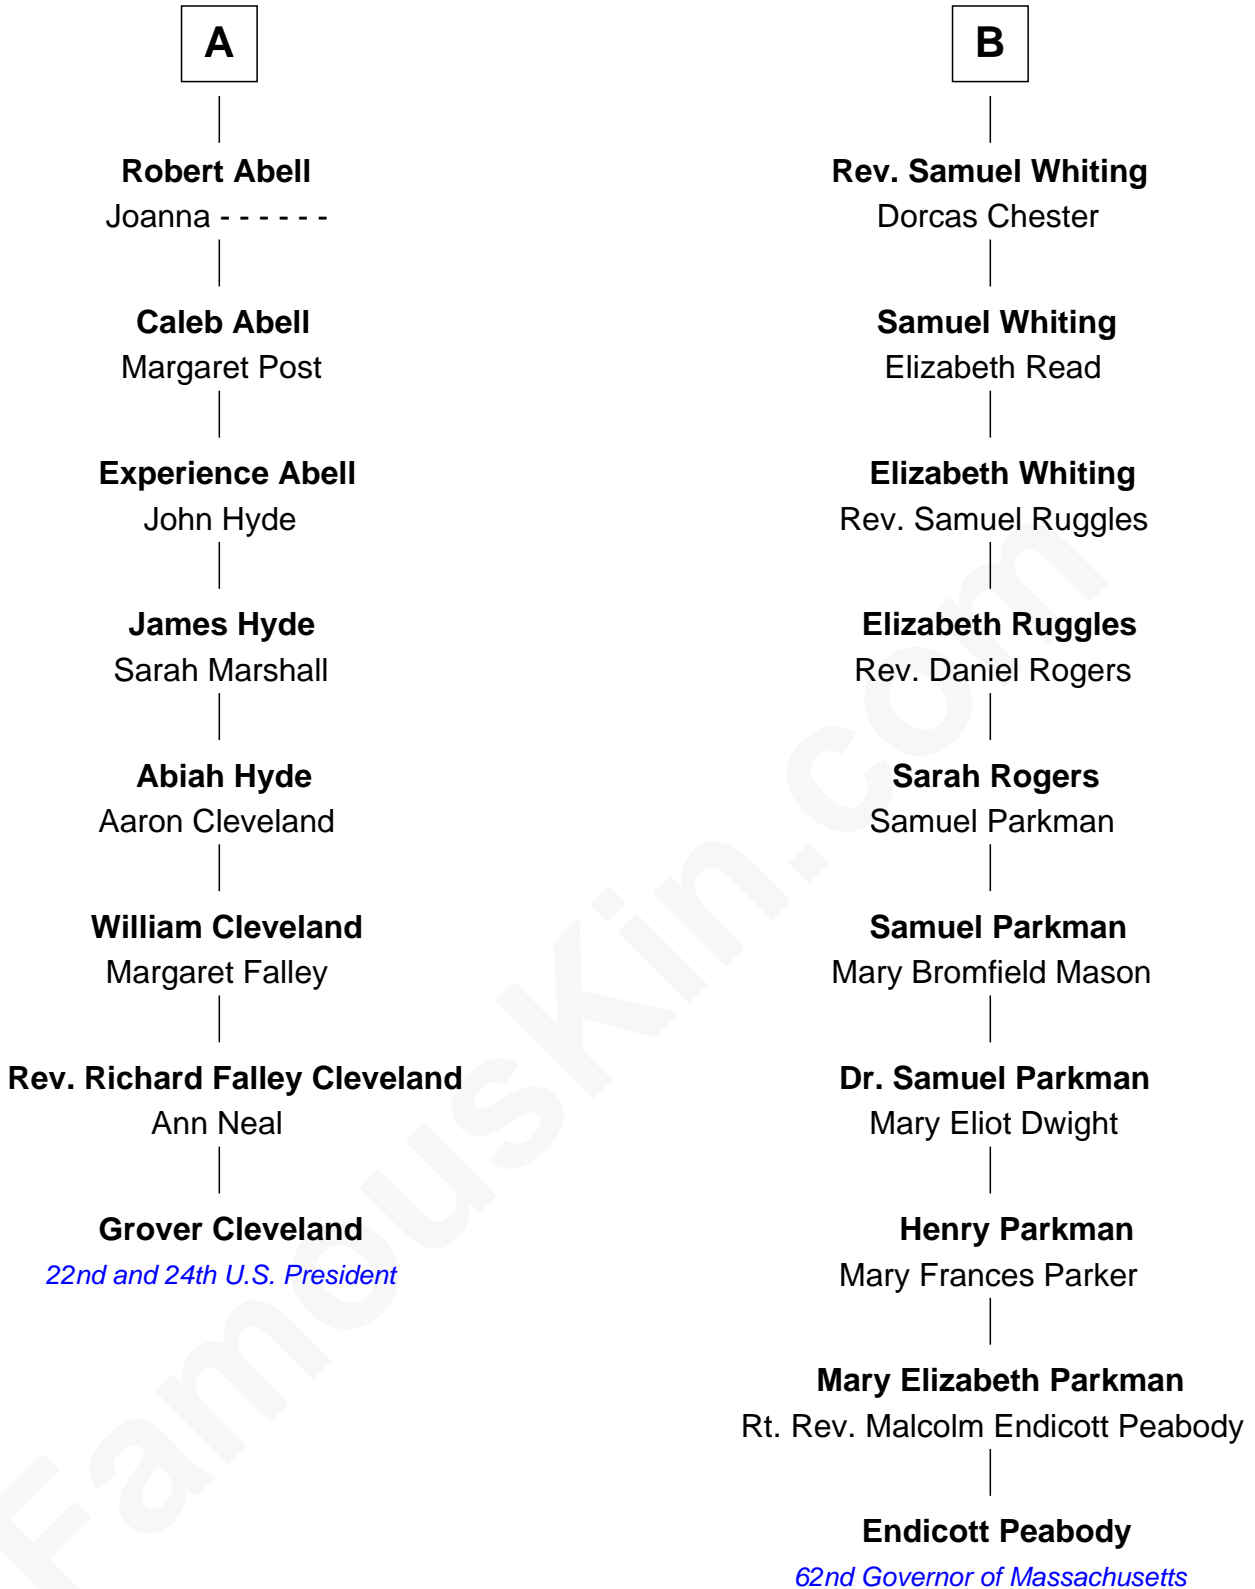 A
Robert Abell
Joanna - - - - - -
Caleb Abell
Margaret Post
Experience Abell
John Hyde
James Hyde
Sarah Marshall
Abiah Hyde
Aaron Cleveland
William Cleveland
Margaret Falley
Rev. Richard Falley Cleveland
Ann Neal
Grover Cleveland
22nd and 24th U.S. President
B
Rev. Samuel Whiting
Dorcas Chester
Samuel Whiting
Elizabeth Read
Elizabeth Whiting
Rev. Samuel Ruggles
Elizabeth Ruggles
Rev. Daniel Rogers
Sarah Rogers
Samuel Parkman
Samuel Parkman
Mary Bromfield Mason
Dr. Samuel Parkman
Mary Eliot Dwight
Henry Parkman
Mary Frances Parker
Mary Elizabeth Parkman
Rt. Rev. Malcolm Endicott Peabody
Endicott Peabody
62nd Governor of Massachusetts
FamousKin.com